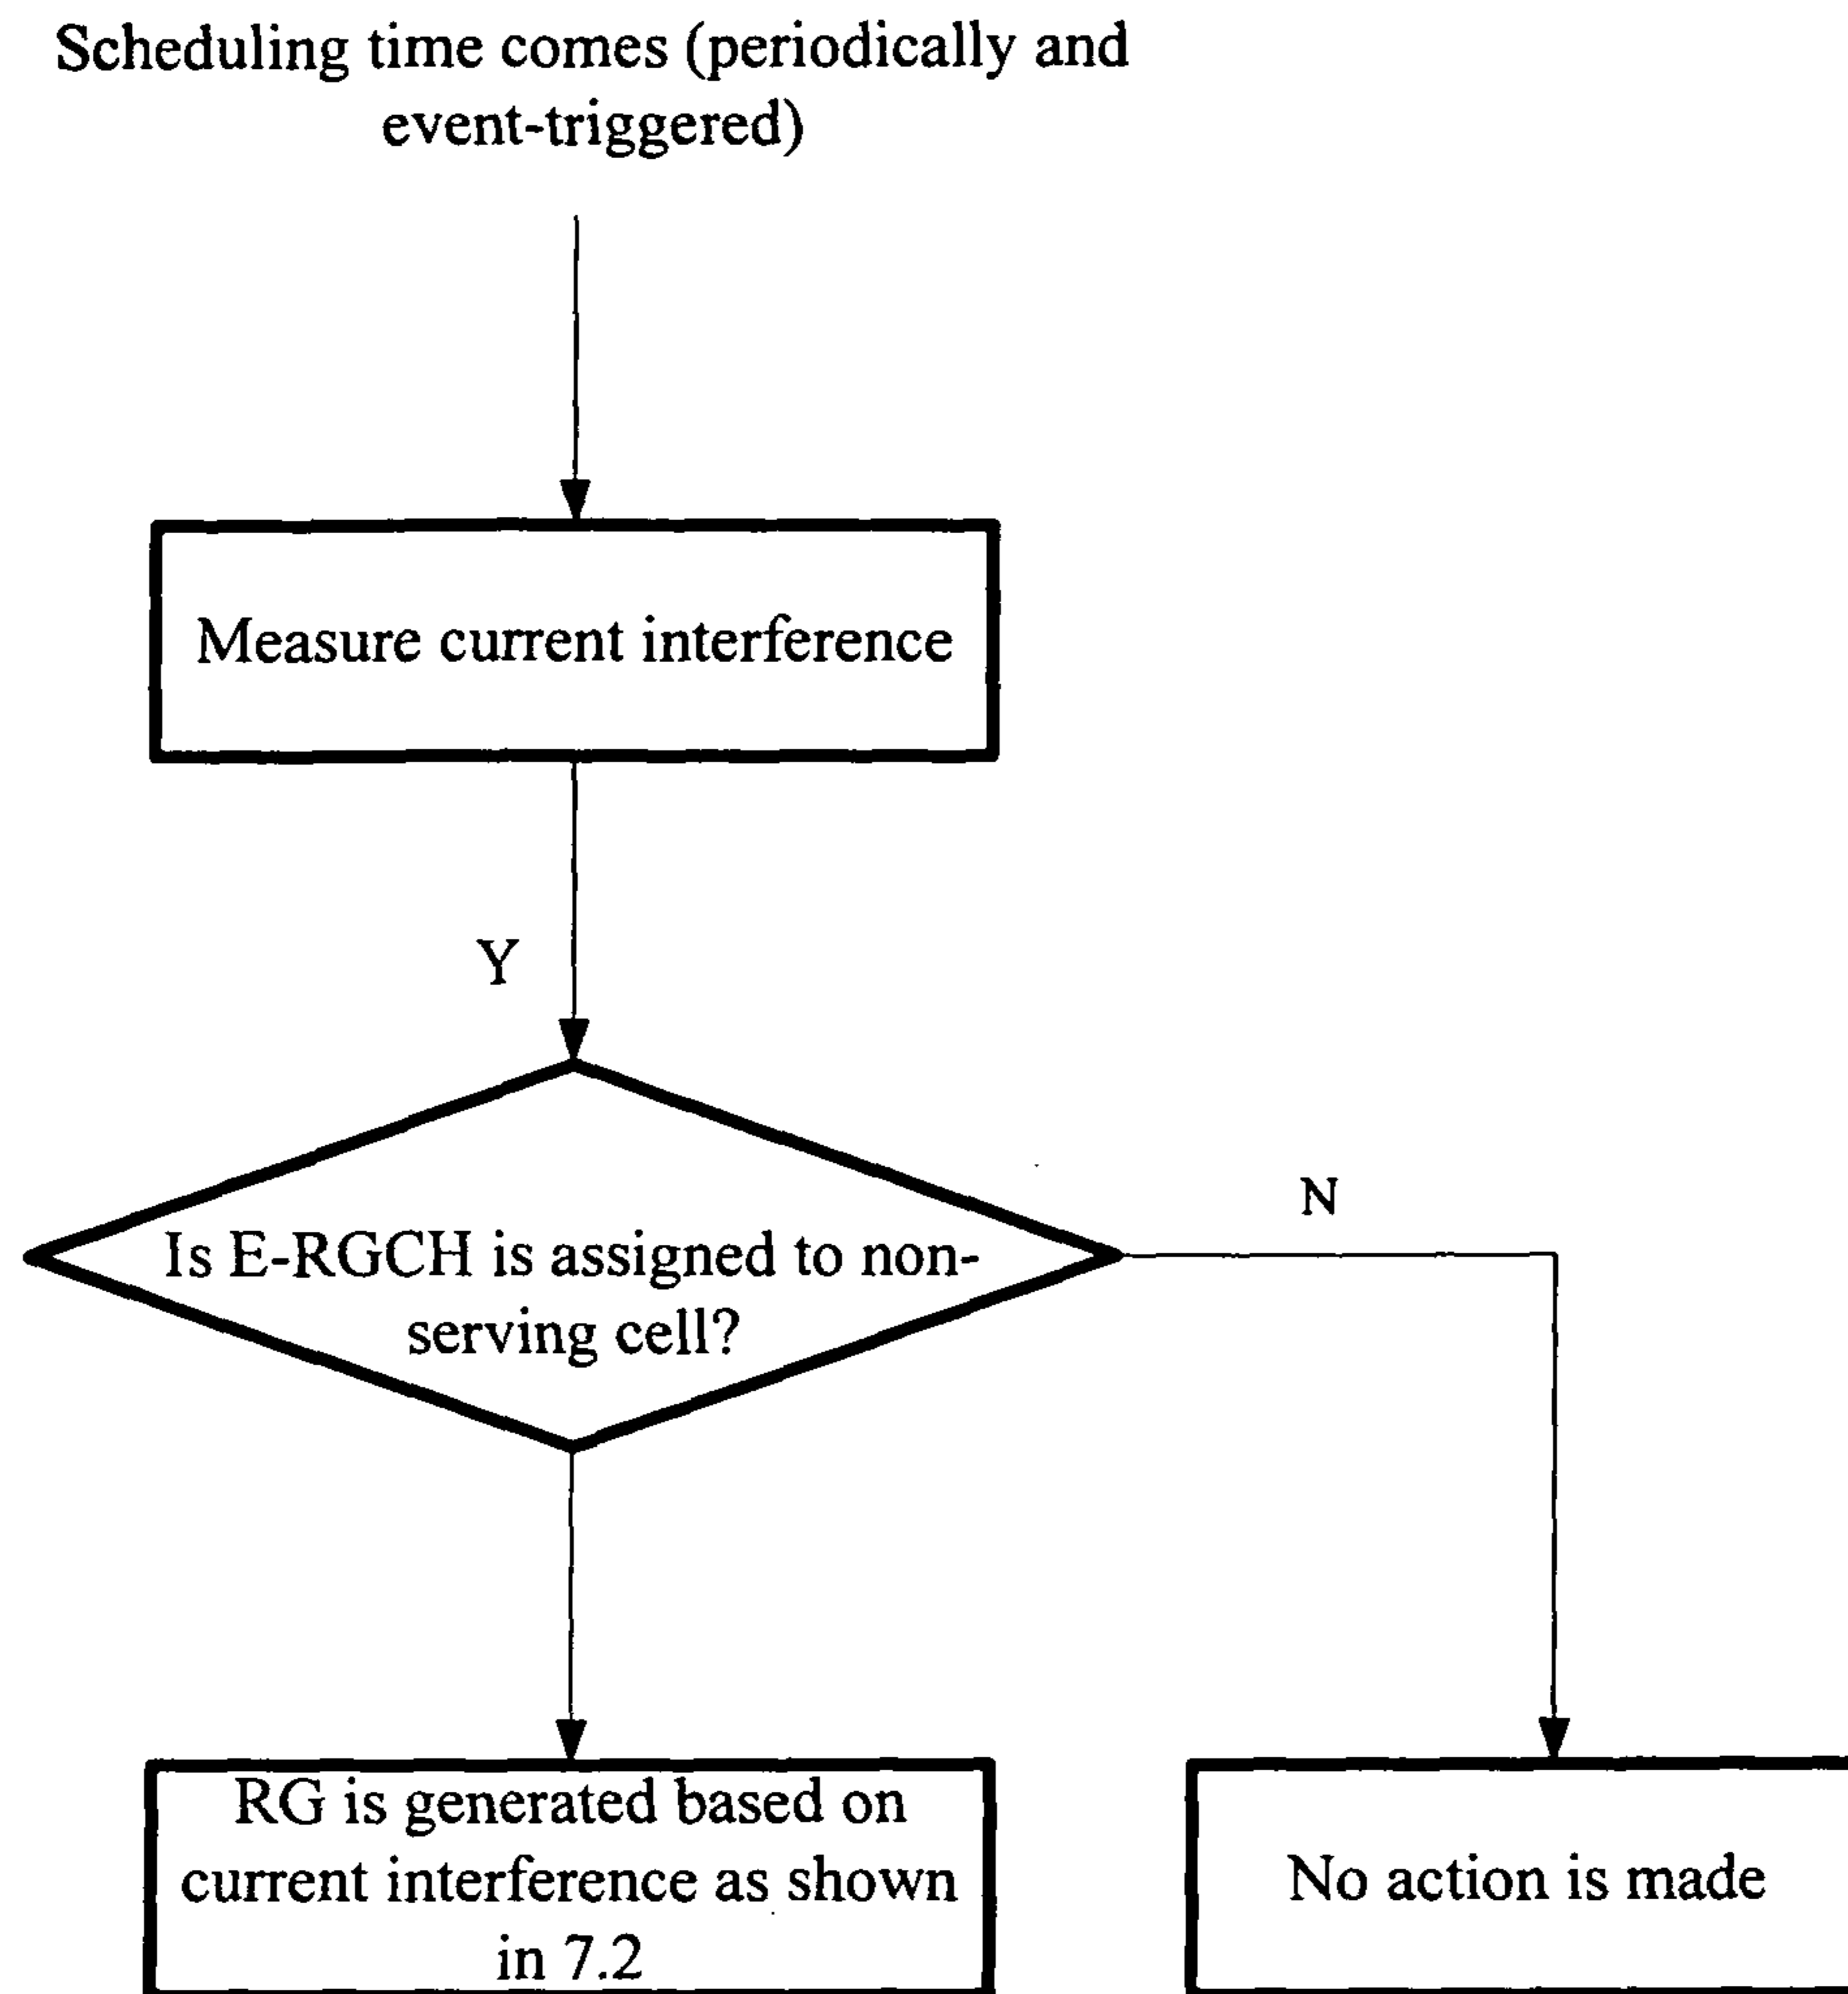 Scheduling time comes (periodically and
event-triggered)
Measure current interference
Y
Is E-RGCH is assigned to non-
serving cell?
N
RG is generated based on
current interference as shown
in 7.2
No action is made